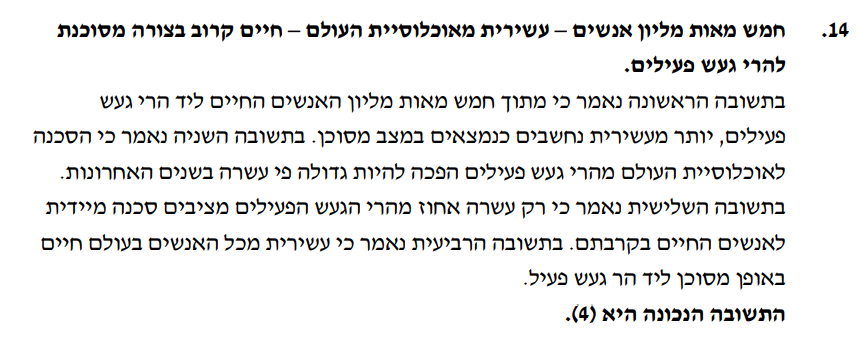 14. חמש מאות מליון אנשים – עשירית מאוכלוסיית העולם – חיים קרוב בצורה מסוכנת
להרי געש פעילים.
בתשובה הראשונה נאמר כי מתוך חמש מאות מליון האנשים החיים ליד הרי געש
פעילים, יותר מעשירית נחשבים כנמצאים במצב מסוכן. בתשובה השניה נאמר כי הסכנה
לאוכלוסיית העולם מהרי געש פעילים הפכה להיות גדולה פי עשרה בשנים האחרונות.
בתשובה השלישית נאמר כי רק עשרה אחוז מהרי הגעש הפעילים מציבים סכנה מיידית
לאנשים החיים בקרבתם. בתשובה הרביעית נאמר כי עשירית מכל האנשים בעולם חיים
באופן מסוכן ליד הר געש פעיל.
התשובה הנכונה היא (4).